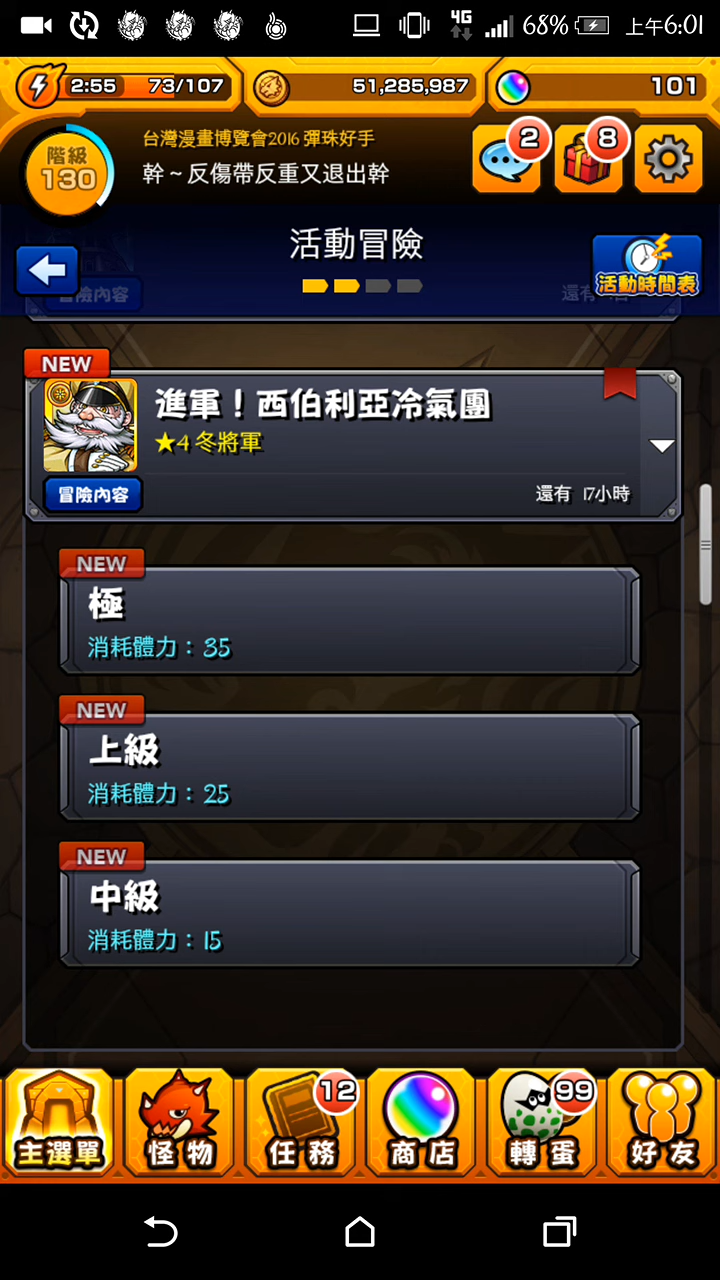 4G 68% 上午6:01
2:55 73/107 51,285,987 101
階級
130
台灣漫畫博覽會2016 彈珠好手
幹~反傷帶反重又退出幹
2 8
活動冒險
活動時間表
冒險內容
還有
NEW
進軍！西伯利亞冷氣團
★4 冬將軍
冒險內容
還有 17小時
NEW
極
消耗體力：35
NEW
上級
消耗體力：25
NEW
中級
消耗體力：15
12 99
主選單 怪物 任務 商店 轉蛋 好友